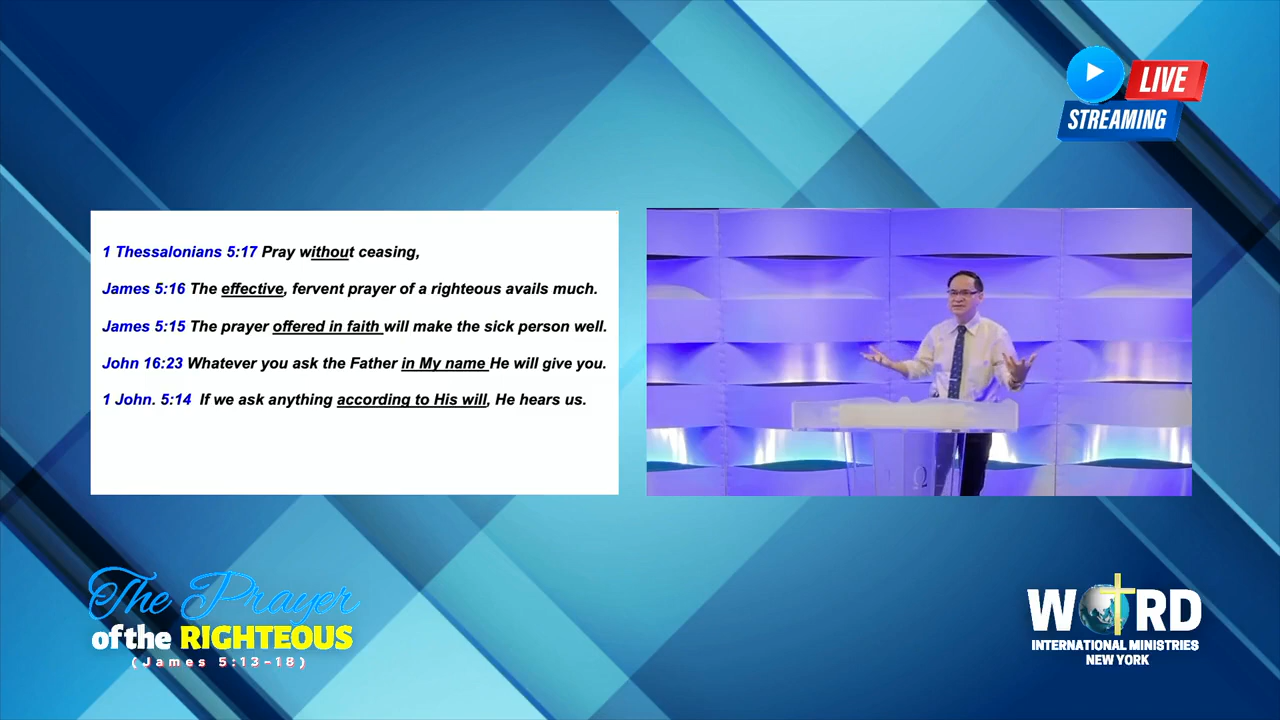 LIVE
STREAMING
1 Thessalonians 5:17 Pray without ceasing,
James 5:16 The effective, fervent prayer of a righteous avails much.
James 5:15 The prayer offered in faith will make the sick person well.
John 16:23 Whatever you ask the Father in My name He will give you.
1 John. 5:14 If we ask anything according to His will, He hears us.
The Prayer
of the RIGHTEOUS
(James 5:13-18)
WORD
INTERNATIONAL MINISTRIES
NEW YORK